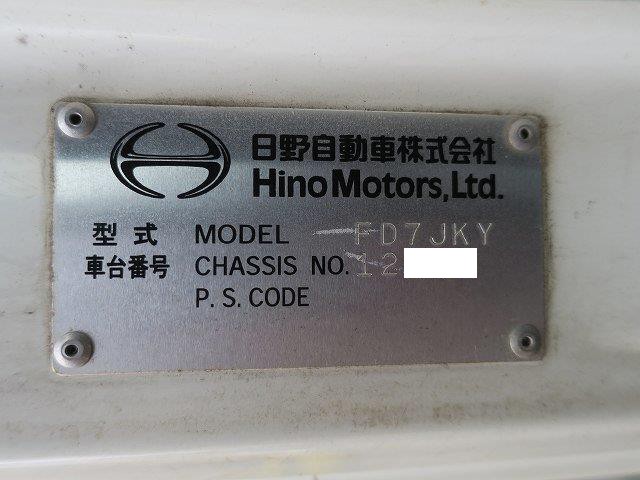 日野自動車株式会社
Hino Motors, Ltd.
型式 MODEL FD7JKY
車台番号 CHASSIS NO. 12
P.S.CODE